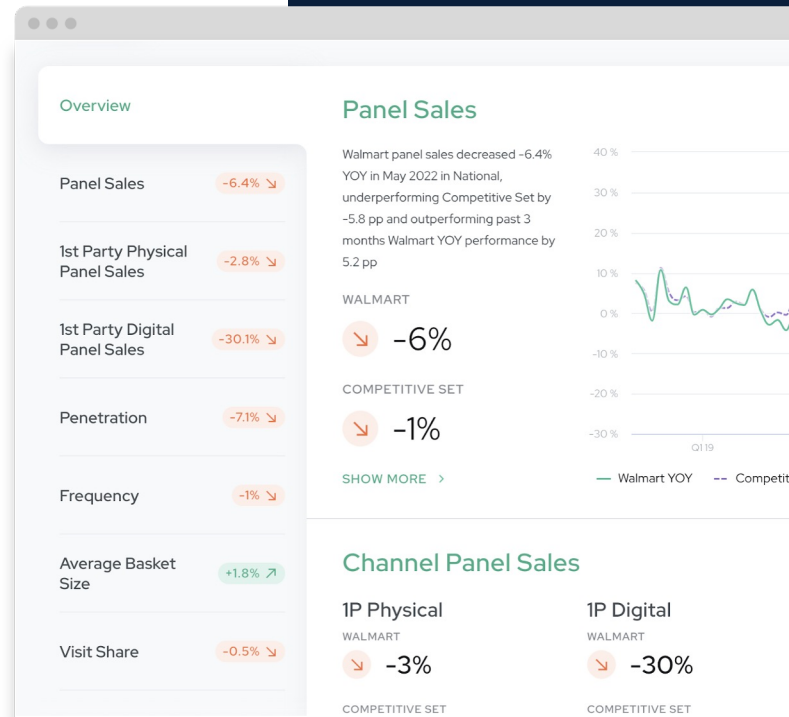 Overview
Panel Sales
-6.4%
1st Party Physical
Panel Sales
-2.8%
1st Party Digital
Panel Sales
-30.1%
Penetration
-7.1%
Frequency
-1%
Average Basket
Size
+1.8%
Visit Share
-0.5%
Panel Sales
Walmart panel sales decreased -6.4%
YOY in May 2022 in National,
underperforming Competitive Set by
-5.8 pp and outperforming past 3
months Walmart YOY performance by
5.2 pp
WALMART
-6%
COMPETITIVE SET
-1%
SHOW MORE >
40 %
30 %
20 %
10 %
0 %
-10 %
-20 %
-30 %
Q1 19
Walmart YOY
Competit
Channel Panel Sales
1P Physical
WALMART
-3%
COMPETITIVE SET
1P Digital
WALMART
-30%
COMPETITIVE SET